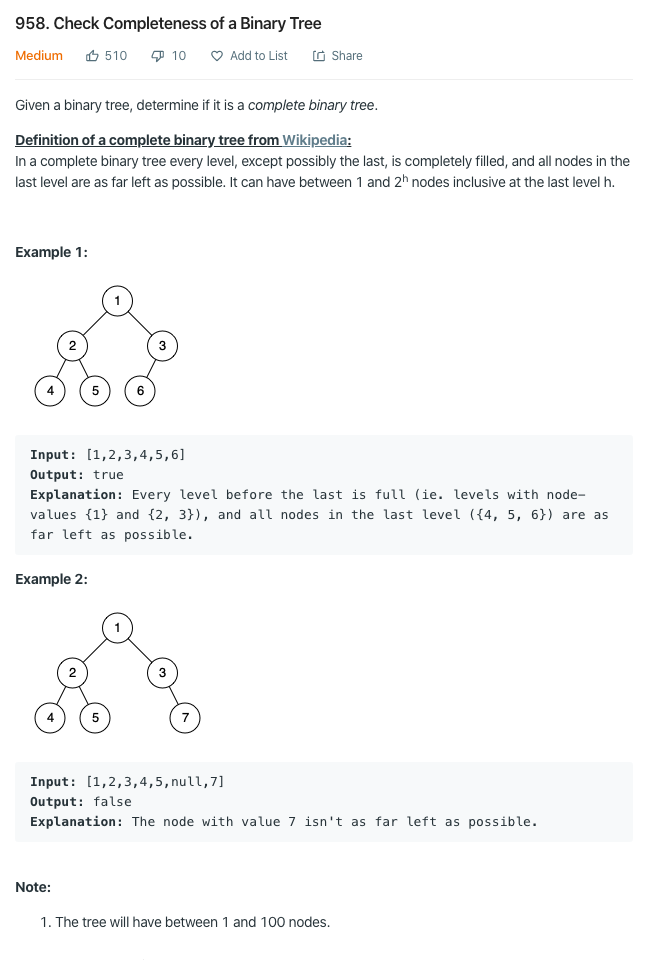 958. Check Completeness of a Binary Tree
Medium 510 10 Add to List Share
Given a binary tree, determine if it is a complete binary tree.
Definition of a complete binary tree from Wikipedia:
In a complete binary tree every level, except possibly the last, is completely filled, and all nodes in the
last level are as far left as possible. It can have between 1 and 2ʰ nodes inclusive at the last level h.
Example 1:
1
2 3
4 5 6
Input: [1,2,3,4,5,6]
Output: true
Explanation: Every level before the last is full (ie. levels with node-
values {1} and {2, 3}), and all nodes in the last level ({4, 5, 6}) are as
far left as possible.
Example 2:
1
2 3
4 5 7
Input: [1,2,3,4,5,null,7]
Output: false
Explanation: The node with value 7 isn't as far left as possible.
Note:
1. The tree will have between 1 and 100 nodes.